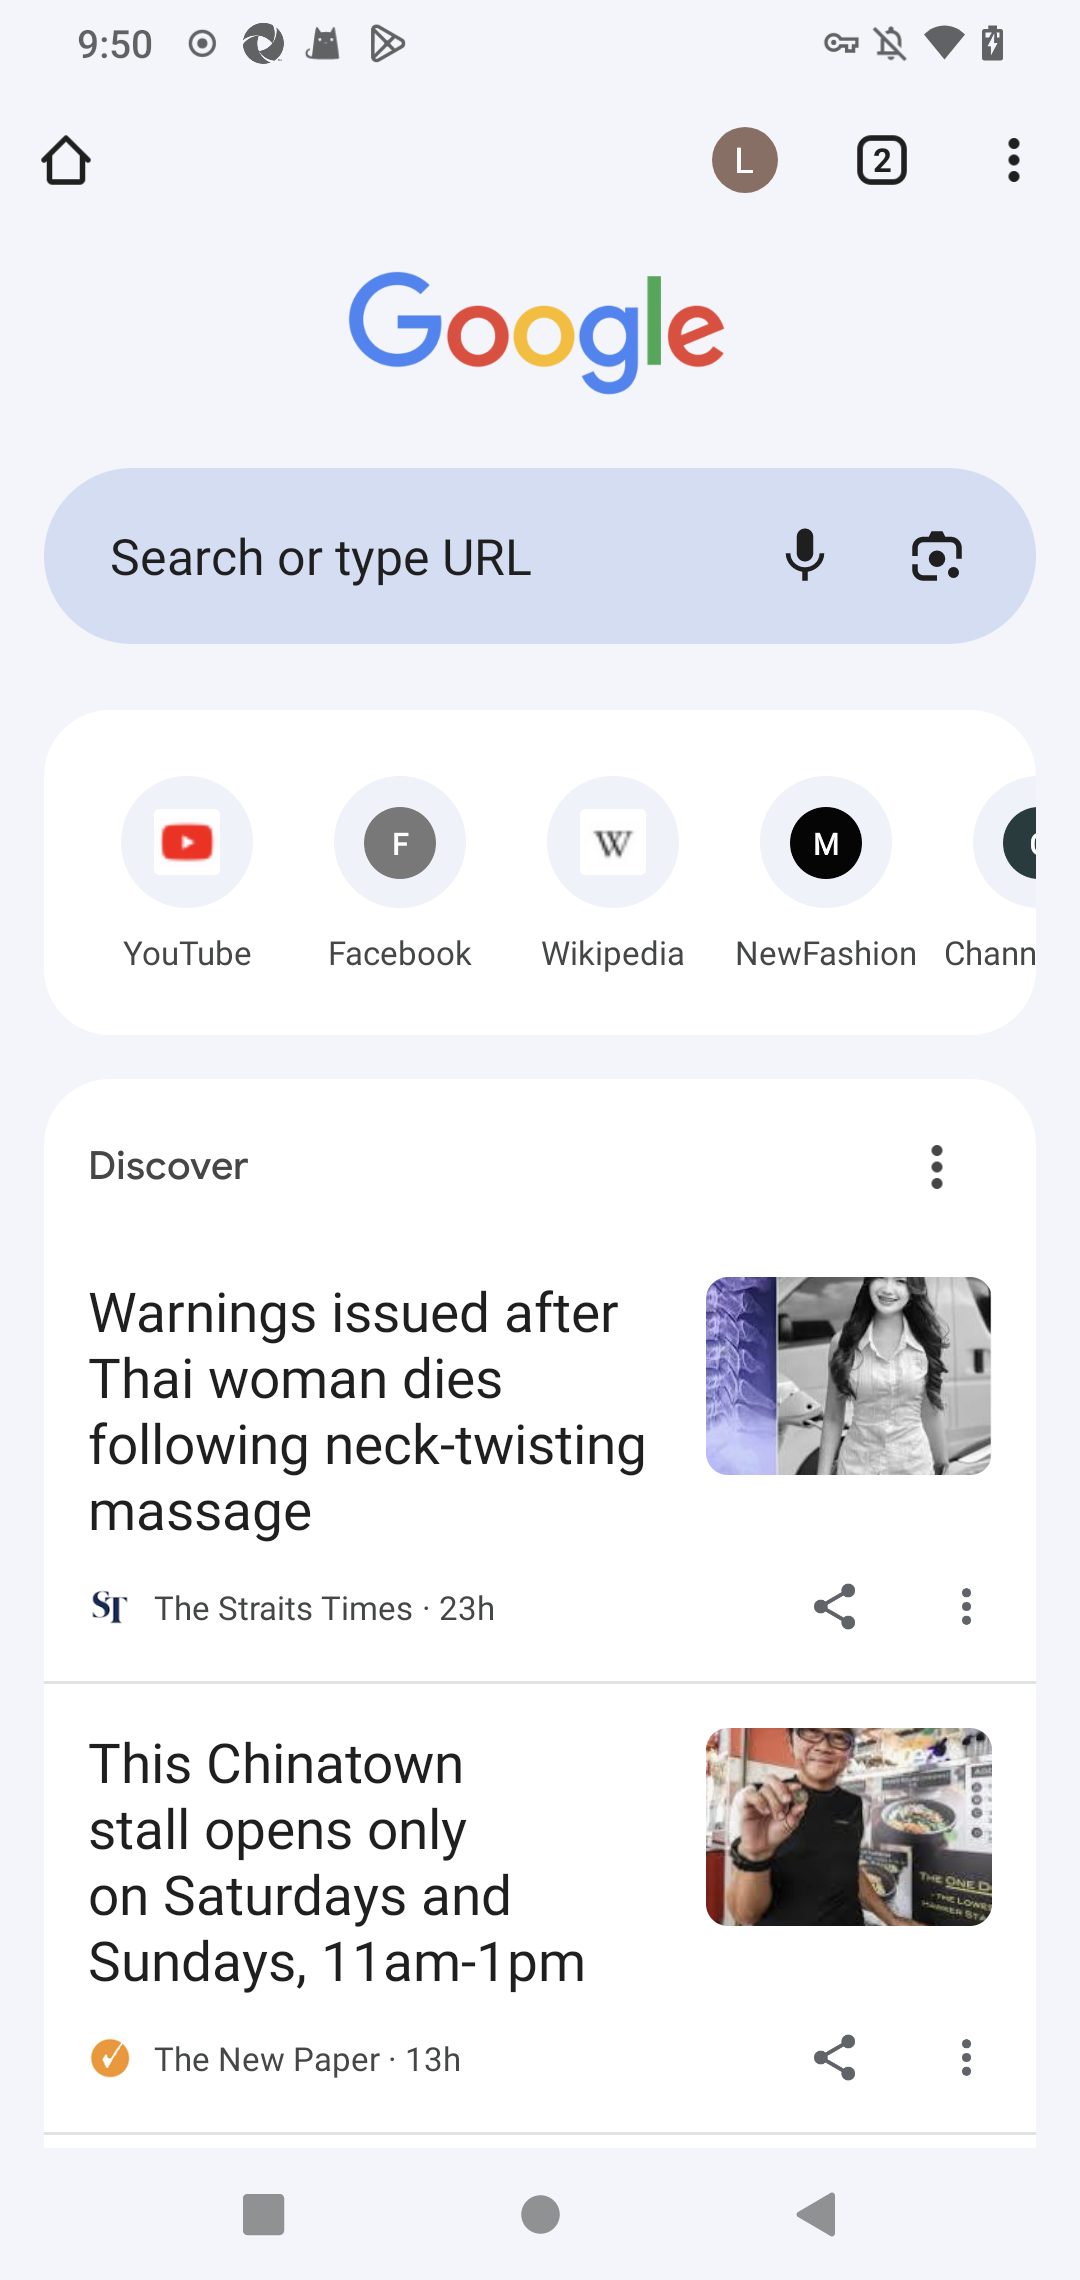 9:50
L
2
Google
Search or type URL
F
W
M
YouTube
Facebook
Wikipedia
NewFashion
Chann
Discover
Warnings issued after
Thai woman dies
following neck-twisting
massage
ST
The Straits Times · 23h
This Chinatown
stall opens only
on Saturdays and
Sundays, 11am-1pm
THE ONE D
The New Paper · 13h